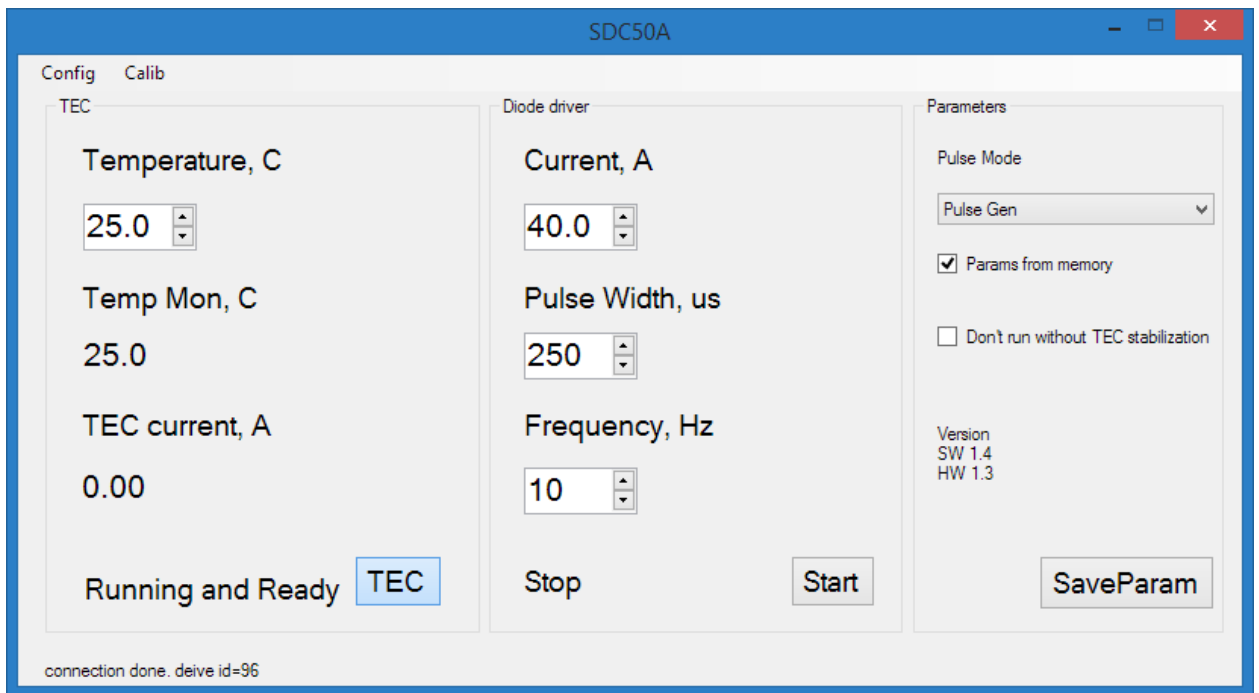 SDC50A
Config Calib
TEC
Temperature, C
25.0
Temp Mon, C
25.0
TEC current, A
0.00
Running and Ready TEC
Diode driver
Current, A
40.0
Pulse Width, us
250
Frequency, Hz
10
Stop Start
Parameters
Pulse Mode
Pulse Gen
Params from memory
Don't run without TEC stabilization
Version
SW 1.4
HW 1.3
SaveParam
connection done. deive id=96